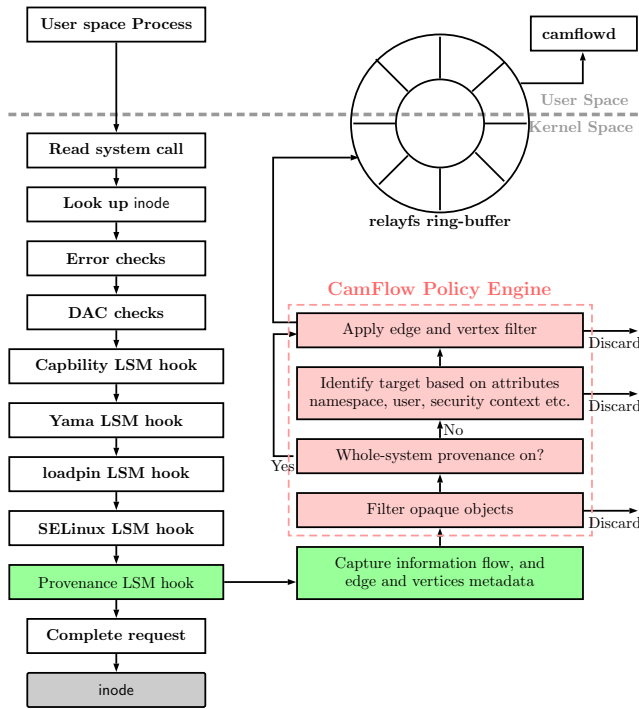 User space Process
camflowd
User Space
Kernel Space
Read system call
Look up inode
Error checks
DAC checks
Capbility LSM hook
Yama LSM hook
loadpin LSM hook
SELinux LSM hook
Provenance LSM hook
Complete request
inode
relayfs ring-buffer
CamFlow Policy Engine
Apply edge and vertex filter
Discard
Identify target based on attributes
namespace, user, security context etc.
Discard
No
Yes
Whole-system provenance on?
Filter opaque objects
Discard
Capture information flow, and
edge and vertices metadata